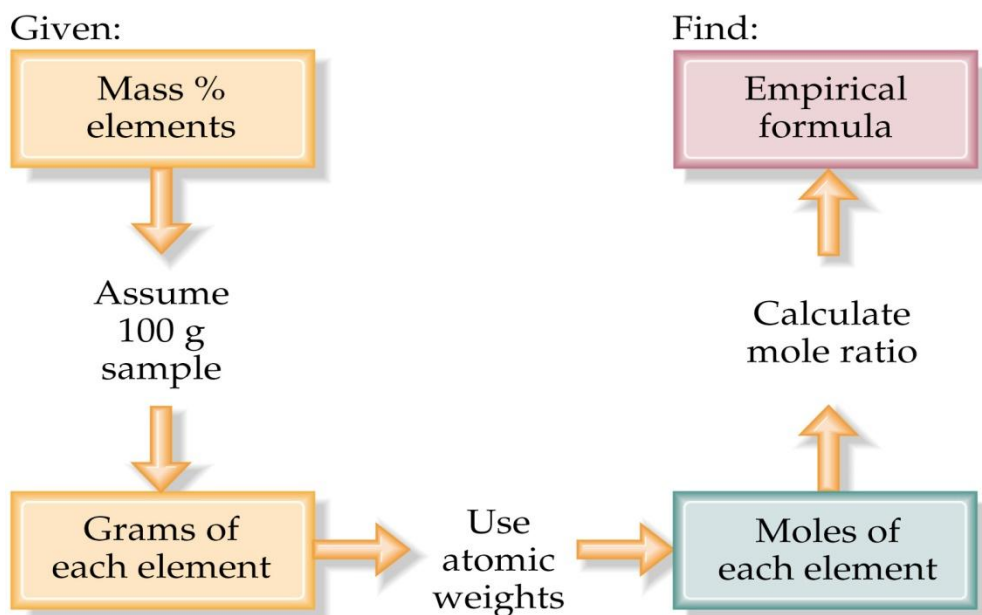 Given:
Mass %
elements
Assume
100 g
sample
Grams of
each element
Use
atomic
weights
Moles of
each element
Calculate
mole ratio
Find:
Empirical
formula